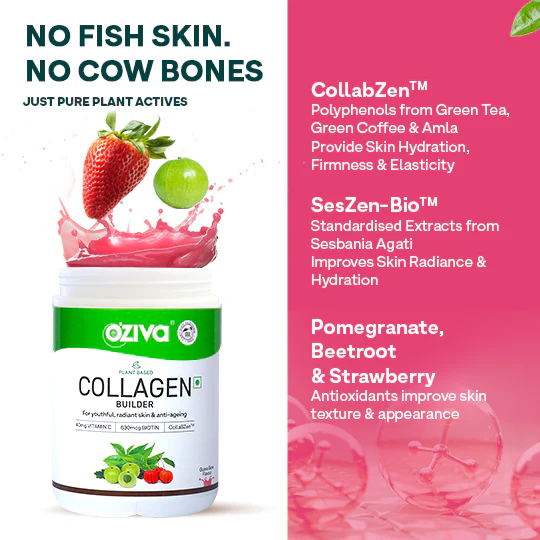 NO FISH SKIN.
NO COW BONES
JUST PURE PLANT ACTIVES
OZIVA®
PLANT BASED
COLLAGEN
BUILDER
For youthful, radiant skin & anti-ageing
40mg VITAMIN C 630mcg BIOTIN CollabZen™
Flavour
CollabZen™
Polyphenols from Green Tea,
Green Coffee & Amla
Provide Skin Hydration,
Firmness & Elasticity
SesZen-Bio™
Standardised Extracts from
Sesbania Agati
Improves Skin Radiance &
Hydration
Pomegranate,
Beetroot
& Strawberry
Antioxidants improve skin
texture & appearance